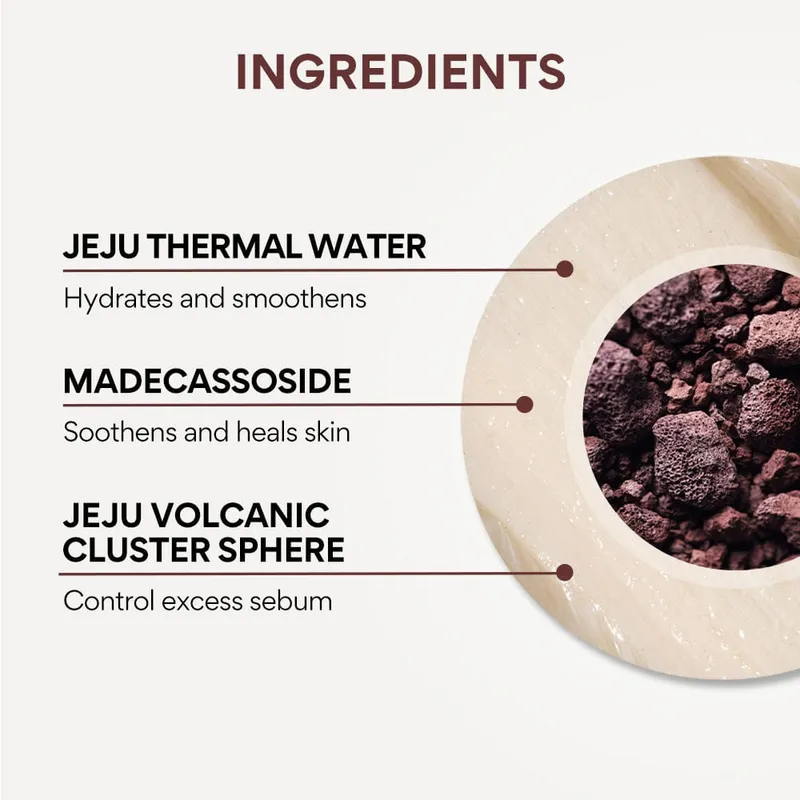 INGREDIENTS
JEJU THERMAL WATER
Hydrates and smoothens
MADECASSOSIDE
Soothens and heals skin
JEJU VOLCANIC
CLUSTER SPHERE
Control excess sebum